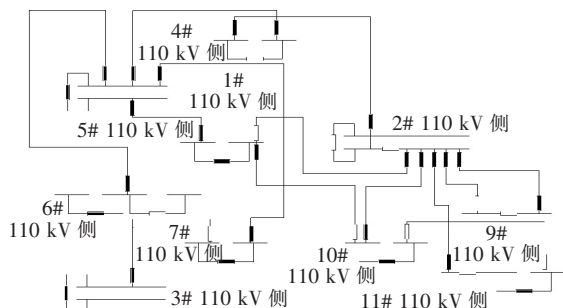 4#
110 kV 侧
1#
110 kV 侧
2# 110 kV 侧
5# 110 kV 侧
6#
110 kV 侧
7#
110 kV 侧
10#
110 kV 侧
9#
110 kV 侧
3# 110 kV 侧
11# 110 kV 侧